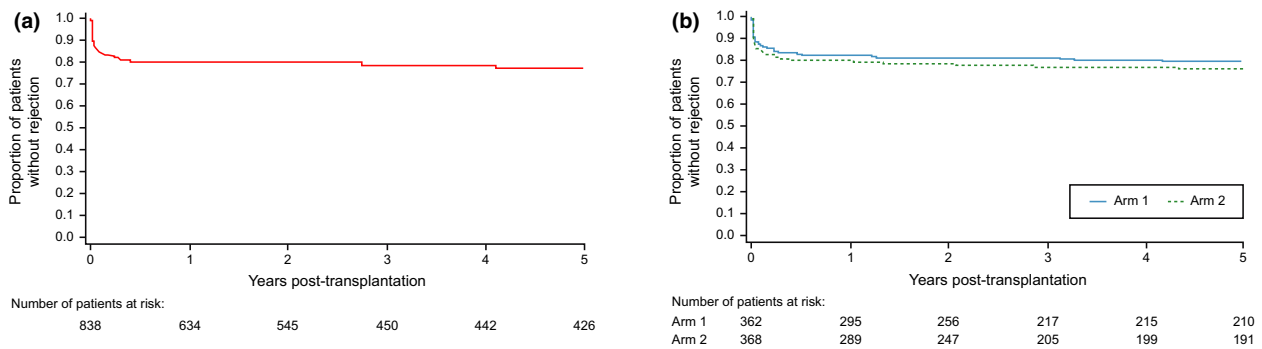 (a)
Proportion of patients
without rejection
1.0
0.9
0.8
0.7
0.6
0.5
0.4
0.3
0.2
0.1
0.0
0 1 2 3 4 5
Years post-transplantation
Number of patients at risk:
838 634 545 450 442 426
(b)
Proportion of patients
without rejection
1.0
0.9
0.8
0.7
0.6
0.5
0.4
0.3
0.2
0.1
0.0
Arm 1 Arm 2
0 1 2 3 4 5
Years post-transplantation
Number of patients at risk:
Arm 1 362 295 256 217 215 210
Arm 2 368 289 247 205 199 191